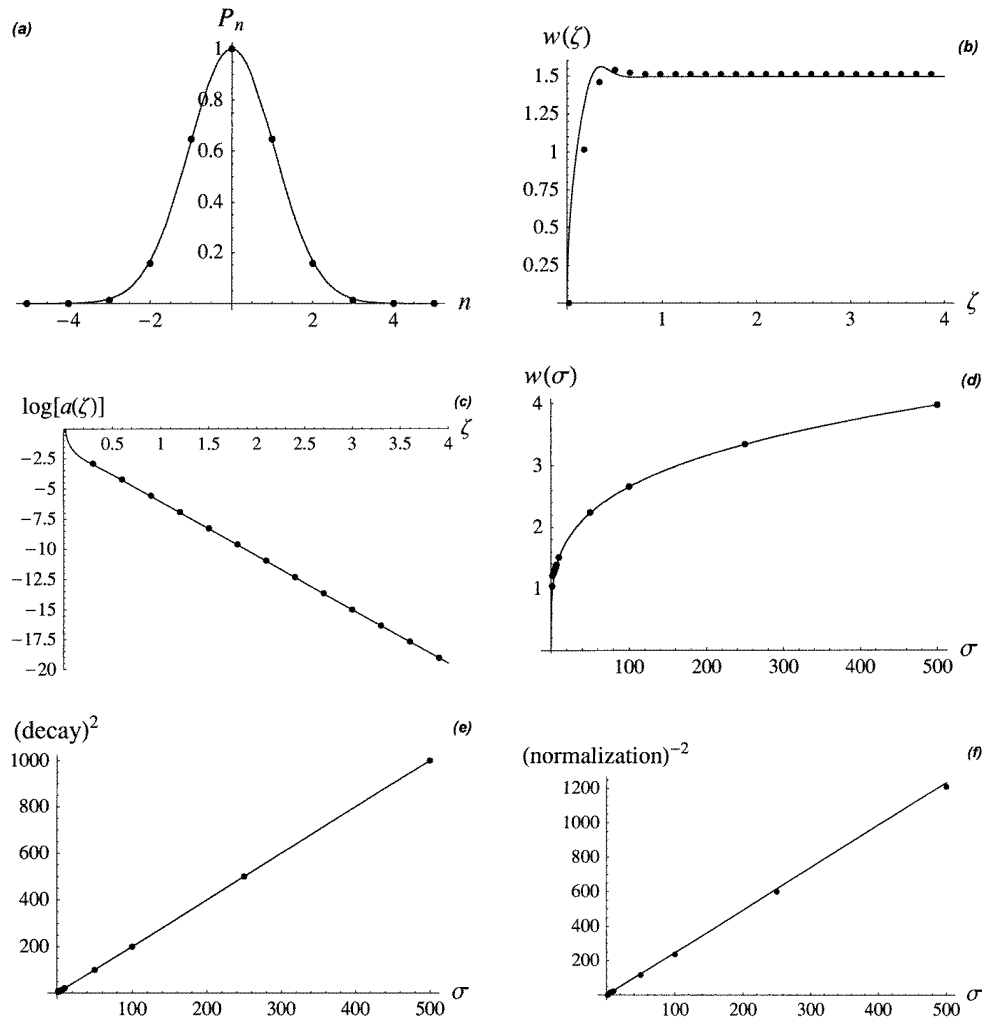 (a)
P_n
1
0.8
0.6
0.4
0.2
−4 −2 2 4 n
(b)
w(ζ)
1.5
1.25
1
0.75
0.5
0.25
1 2 3 4 ζ
(c)
log[a(ζ)]
ζ
0.5 1 1.5 2 2.5 3 3.5 4
−2.5
−5
−7.5
−10
−12.5
−15
−17.5
−20
(d)
w(σ)
4
3
2
1
100 200 300 400 500 σ
(e)
(decay)²
1000
800
600
400
200
100 200 300 400 500 σ
(f)
(normalization)⁻²
1200
1000
800
600
400
200
100 200 300 400 500 σ